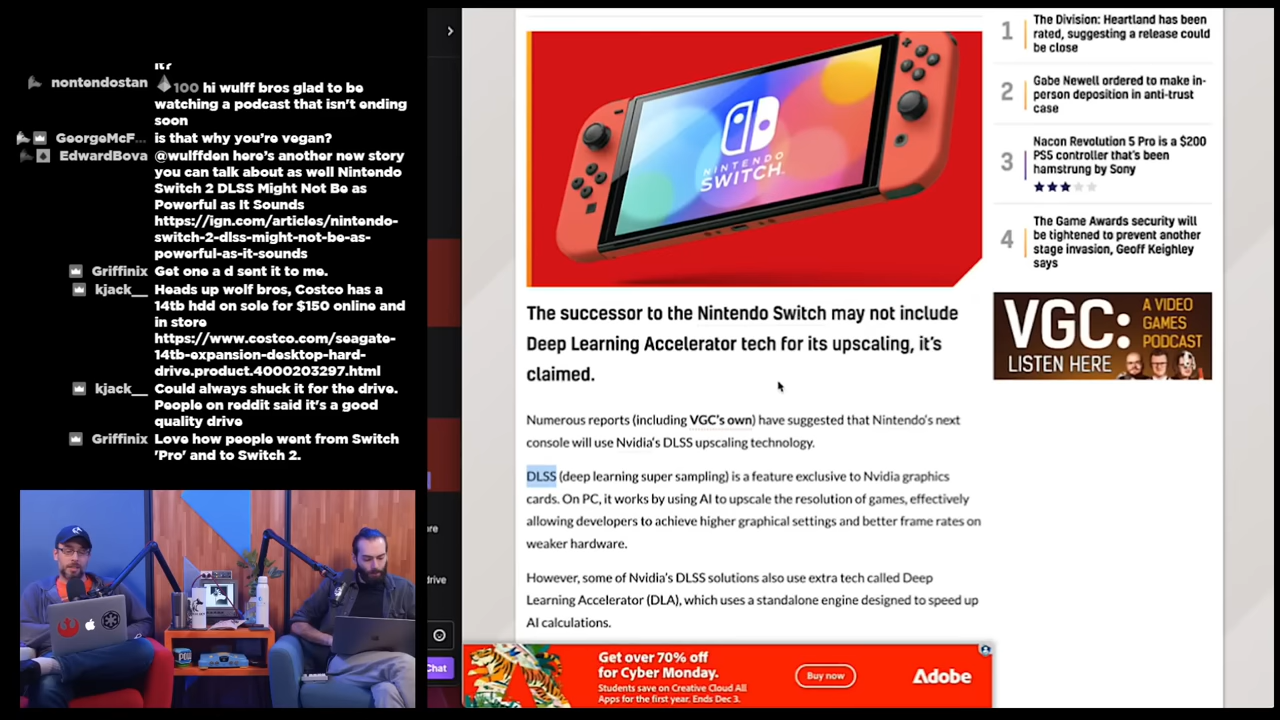 nontendostan
100 hi wulff bros glad to be
watching a podcast that isn't ending
soon
GeorgeMcF... is that why you're vegan?
EdwardBova @wulffden here's another new story
you can talk about as well Nintendo
Switch 2 DLSS Might Not Be as
Powerful as It Sounds
https://ign.com/articles/nintendo-
switch-2-dlss-might-not-be-as-
powerful-as-it-sounds
Griffinix Get one a d sent it to me.
kjack__ Heads up wolf bros, Costco has a
14tb hdd on sole for $150 online and
in store
https://www.costco.com/seagate-
14tb-expansion-desktop-hard-
drive.product.4000203297.html
kjack__ Could always shuck it for the drive.
People on reddit said it's a good
quality drive
Griffinix Love how people went from Switch
'Pro' and to Switch 2.
drive
Chat
NINTENDO
SWITCH
The successor to the Nintendo Switch may not include
Deep Learning Accelerator tech for its upscaling, it's
claimed.
Numerous reports (including VGC's own) have suggested that Nintendo's next
console will use Nvidia's DLSS upscaling technology.
DLSS (deep learning super sampling) is a feature exclusive to Nvidia graphics
cards. On PC, it works by using AI to upscale the resolution of games, effectively
allowing developers to achieve higher graphical settings and better frame rates on
weaker hardware.
However, some of Nvidia's DLSS solutions also use extra tech called Deep
Learning Accelerator (DLA), which uses a standalone engine designed to speed up
AI calculations.
1 The Division: Heartland has been
rated, suggesting a release could
be close
2 Gabe Newell ordered to make in-
person deposition in anti-trust
case
3 Nacon Revolution 5 Pro is a $200
PS5 controller that's been
hamstrung by Sony
4 The Game Awards security will
be tightened to prevent another
stage invasion, Geoff Keighley
says
VGC:
LISTEN HERE
A VIDEO
GAMES
PODCAST
Get over 70% off
for Cyber Monday.
Students save on Creative Cloud All
Apps for the first year. Ends Dec 3.
Buy now
Adobe